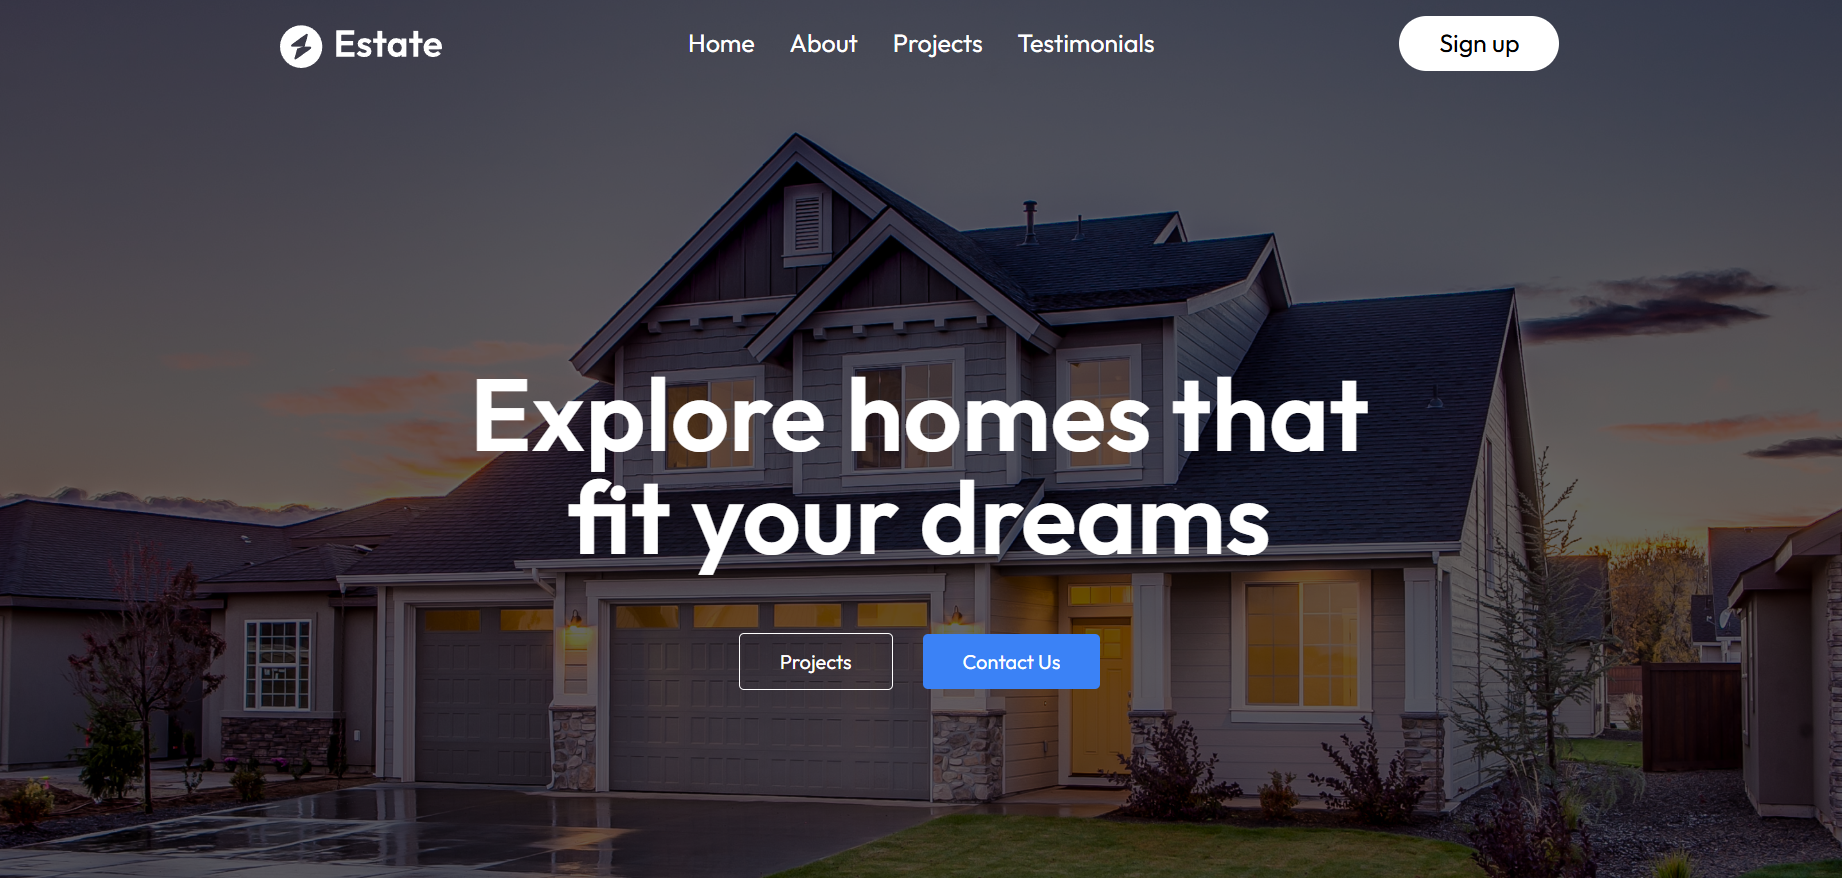 Estate
Home About Projects Testimonials
Sign up
Explore homes that
fit your dreams
Projects
Contact Us